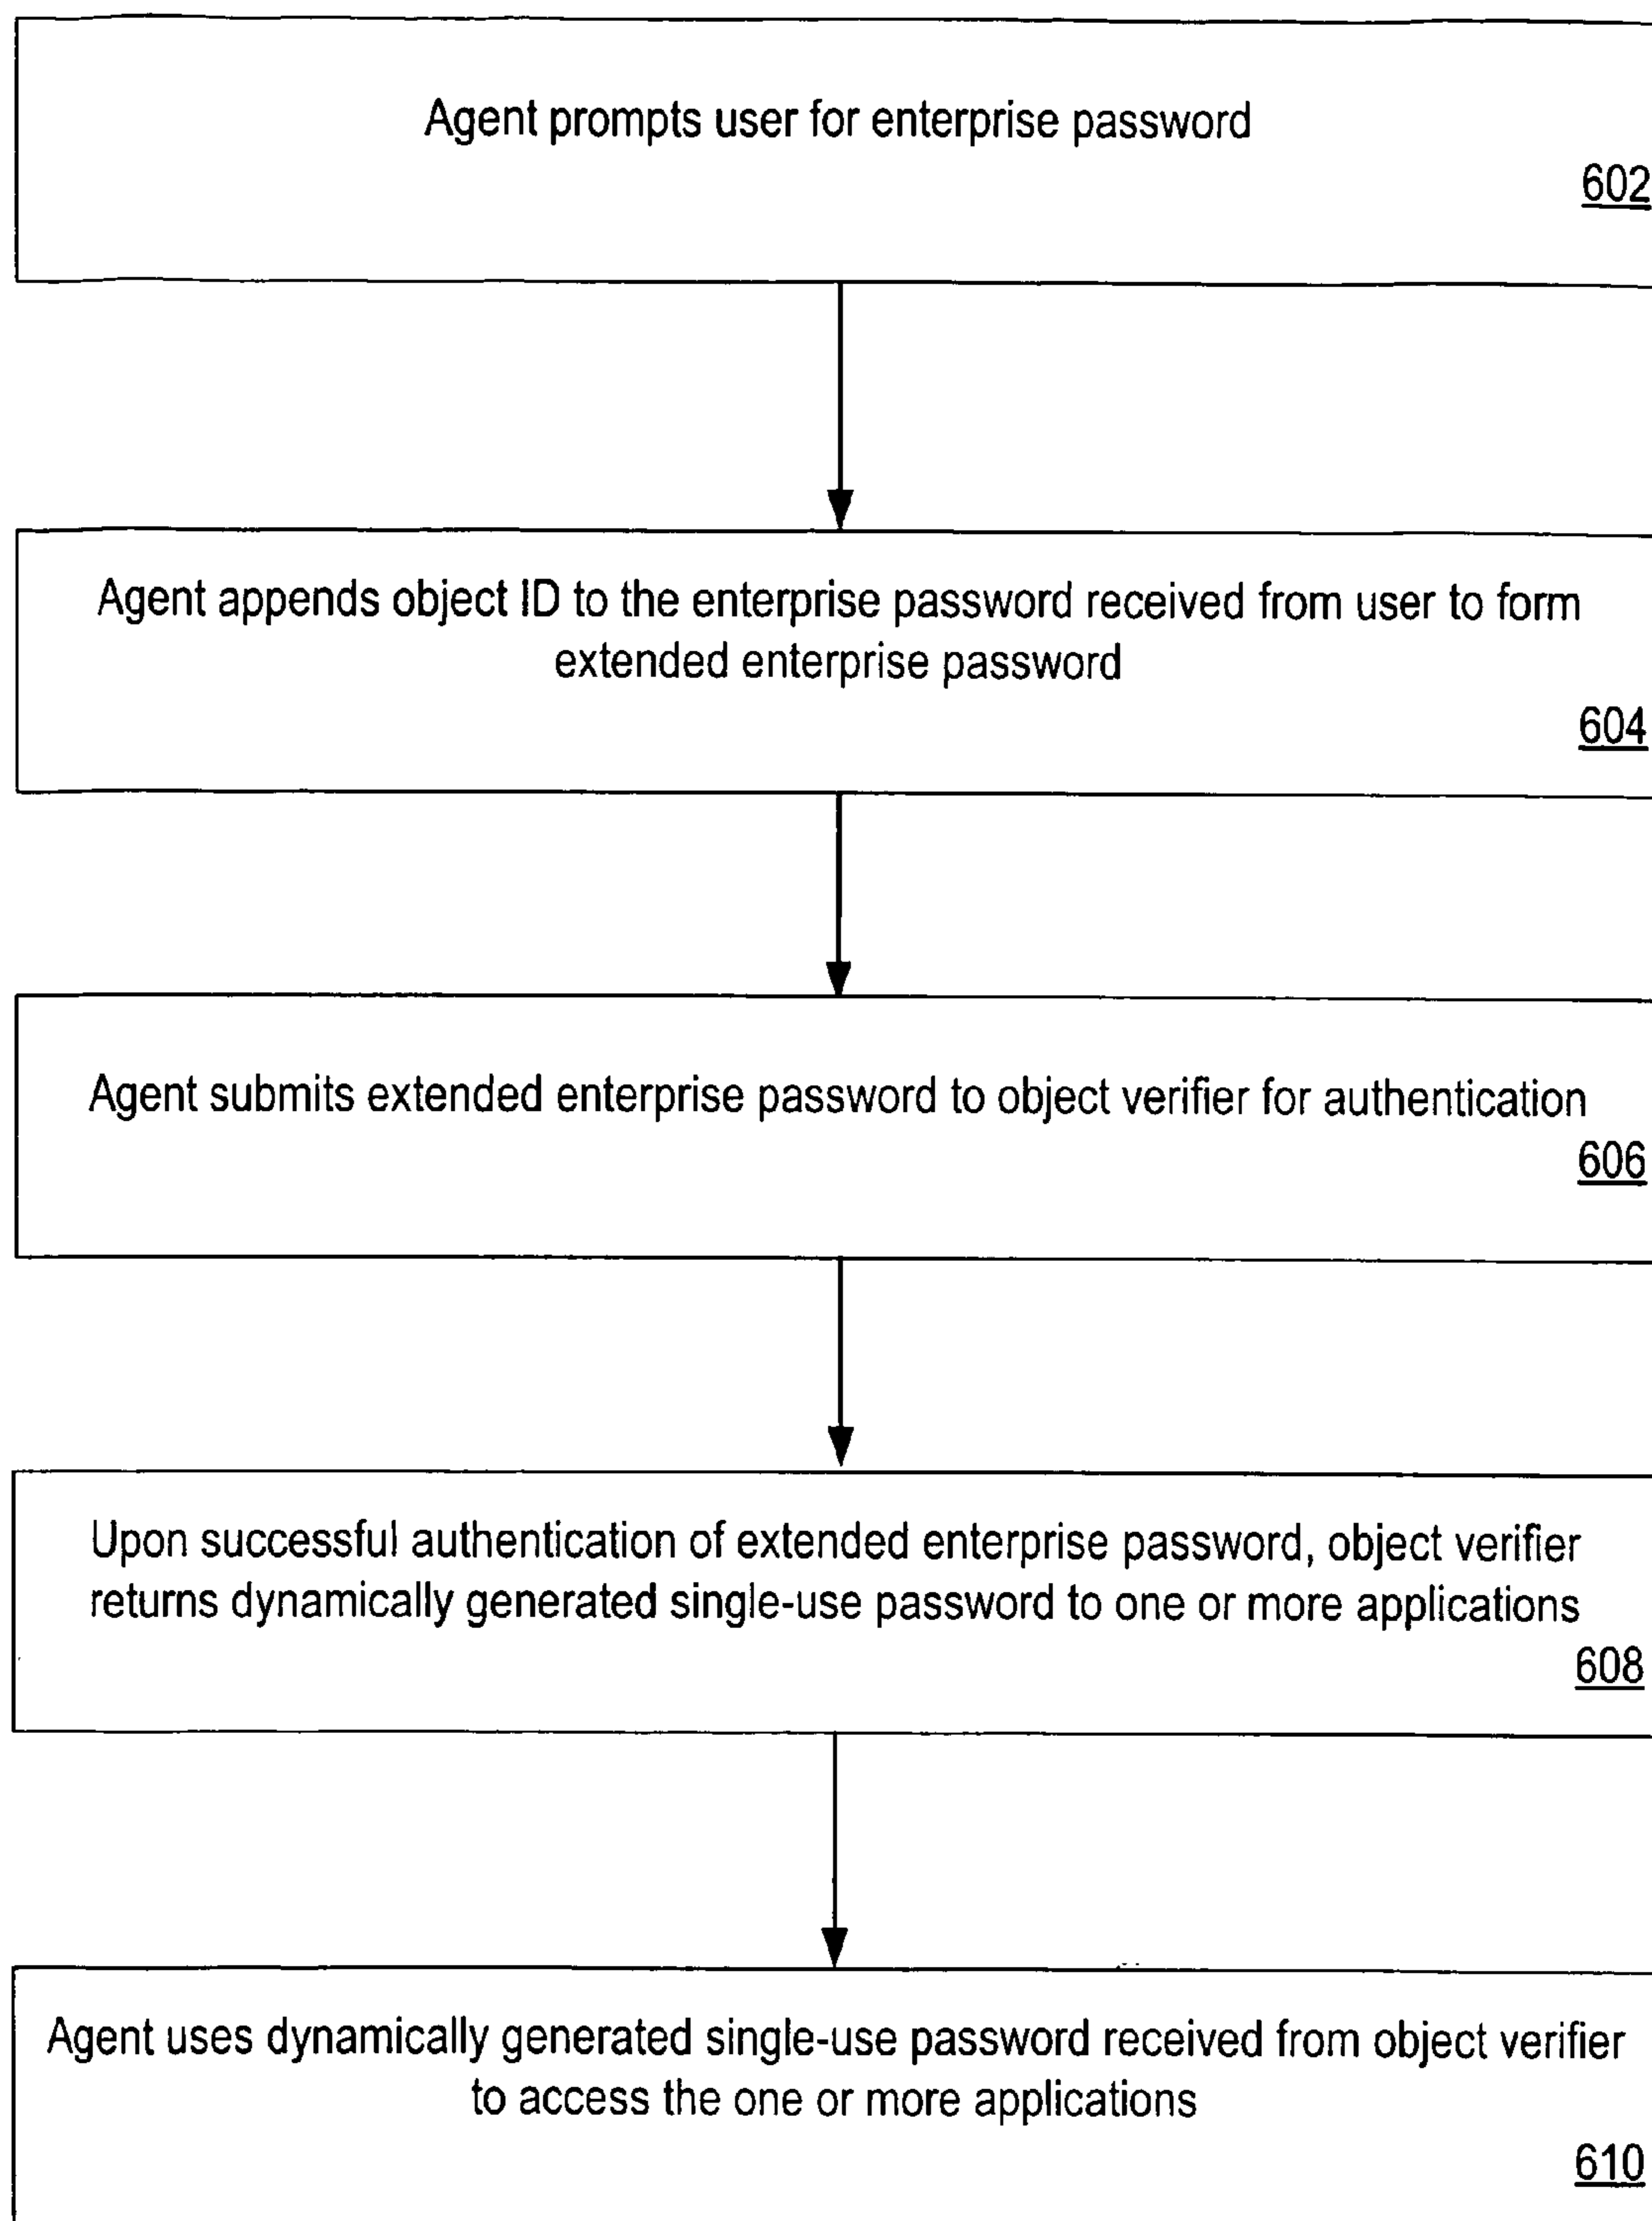 Agent prompts user for enterprise password
602
Agent appends object ID to the enterprise password received from user to form
extended enterprise password
604
Agent submits extended enterprise password to object verifier for authentication
606
Upon successful authentication of extended enterprise password, object verifier
returns dynamically generated single-use password to one or more applications
608
Agent uses dynamically generated single-use password received from object verifier
to access the one or more applications
610